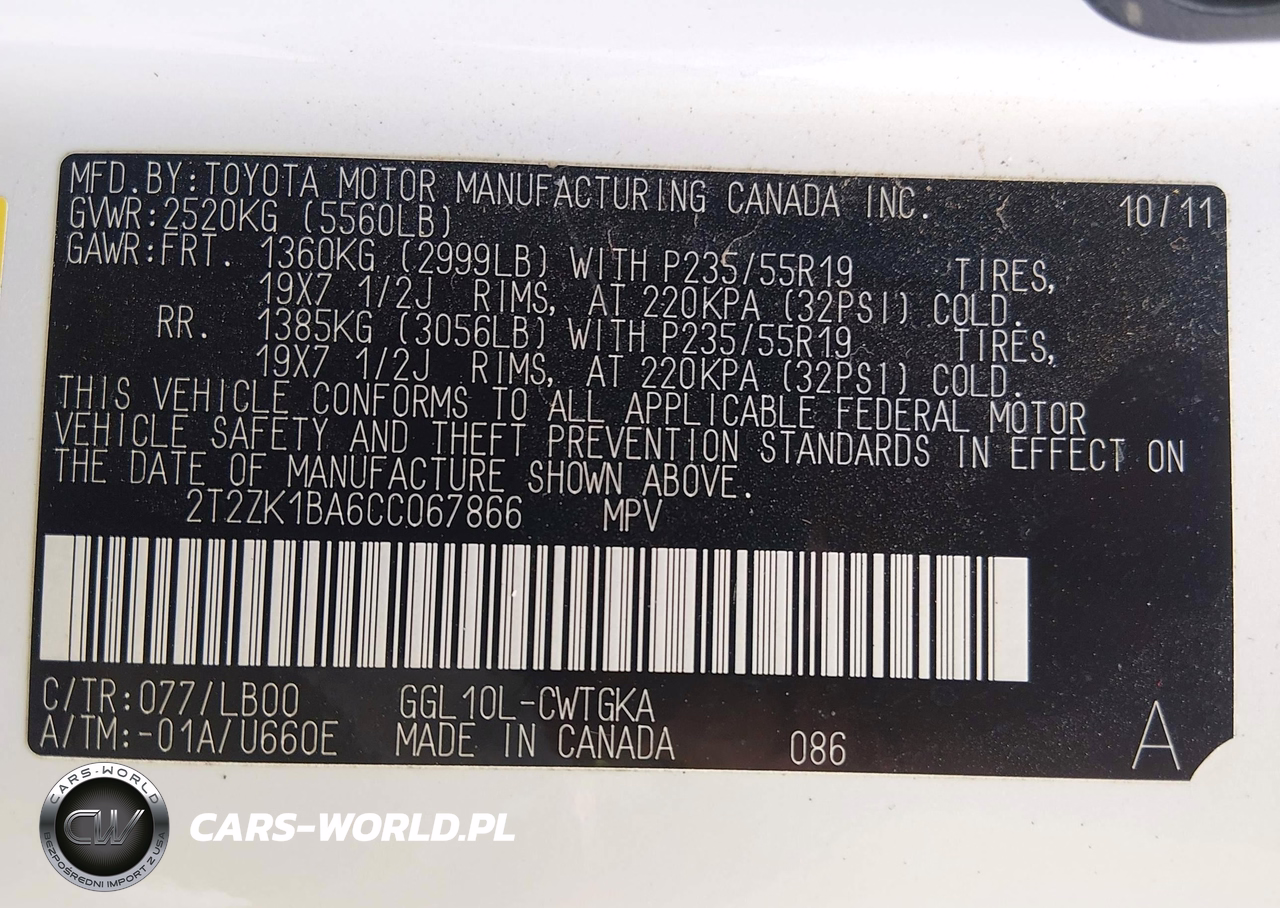 MFD.BY:TOYOTA MOTOR MANUFACTURING CANADA INC. 10/11
GVWR:2520KG (5560LB)
GAWR:FRT. 1360KG (2999LB) WITH P235/55R19 TIRES,
19X7 1/2J RIMS, AT 220KPA (32PSI) COLD.
RR. 1385KG (3056LB) WITH P235/55R19 TIRES,
19X7 1/2J RIMS, AT 220KPA (32PSI) COLD.
THIS VEHICLE CONFORMS TO ALL APPLICABLE FEDERAL MOTOR
VEHICLE SAFETY AND THEFT PREVENTION STANDARDS IN EFFECT ON
THE DATE OF MANUFACTURE SHOWN ABOVE.
2T2ZK1BA6CC067866 MPV
C/TR:077/LB00 GGL10L-CWTGKA
A/TM:-01A/U660E MADE IN CANADA 086 A
CARS-WORLD
CW
BEZPOŚREDNI IMPORT Z USA
CARS-WORLD.PL